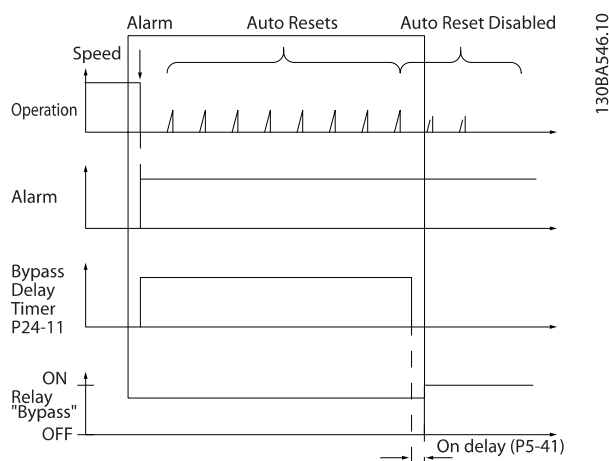 Alarm
Auto Resets
Auto Reset Disabled
Speed
Operation
Alarm
Bypass
Delay
Timer
P24-11
ON
Relay
"Bypass"
OFF
On delay (P5-41)
130BA546.10